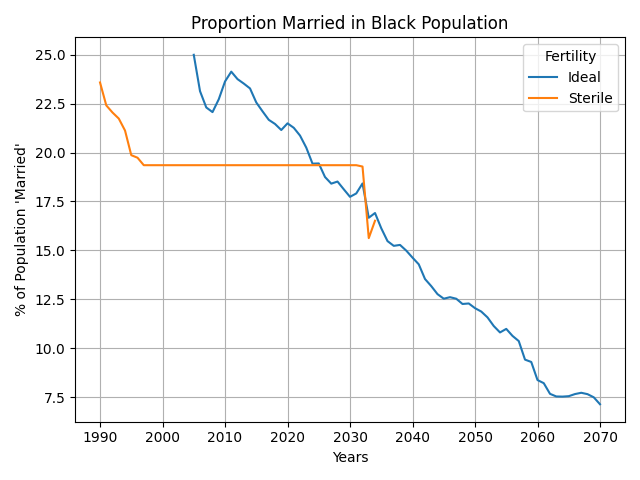 Proportion Married in Black Population
Fertility
Ideal
Sterile
% of Population 'Married'
25.0
22.5
20.0
17.5
15.0
12.5
10.0
7.5
1990 2000 2010 2020 2030 2040 2050 2060 2070
Years